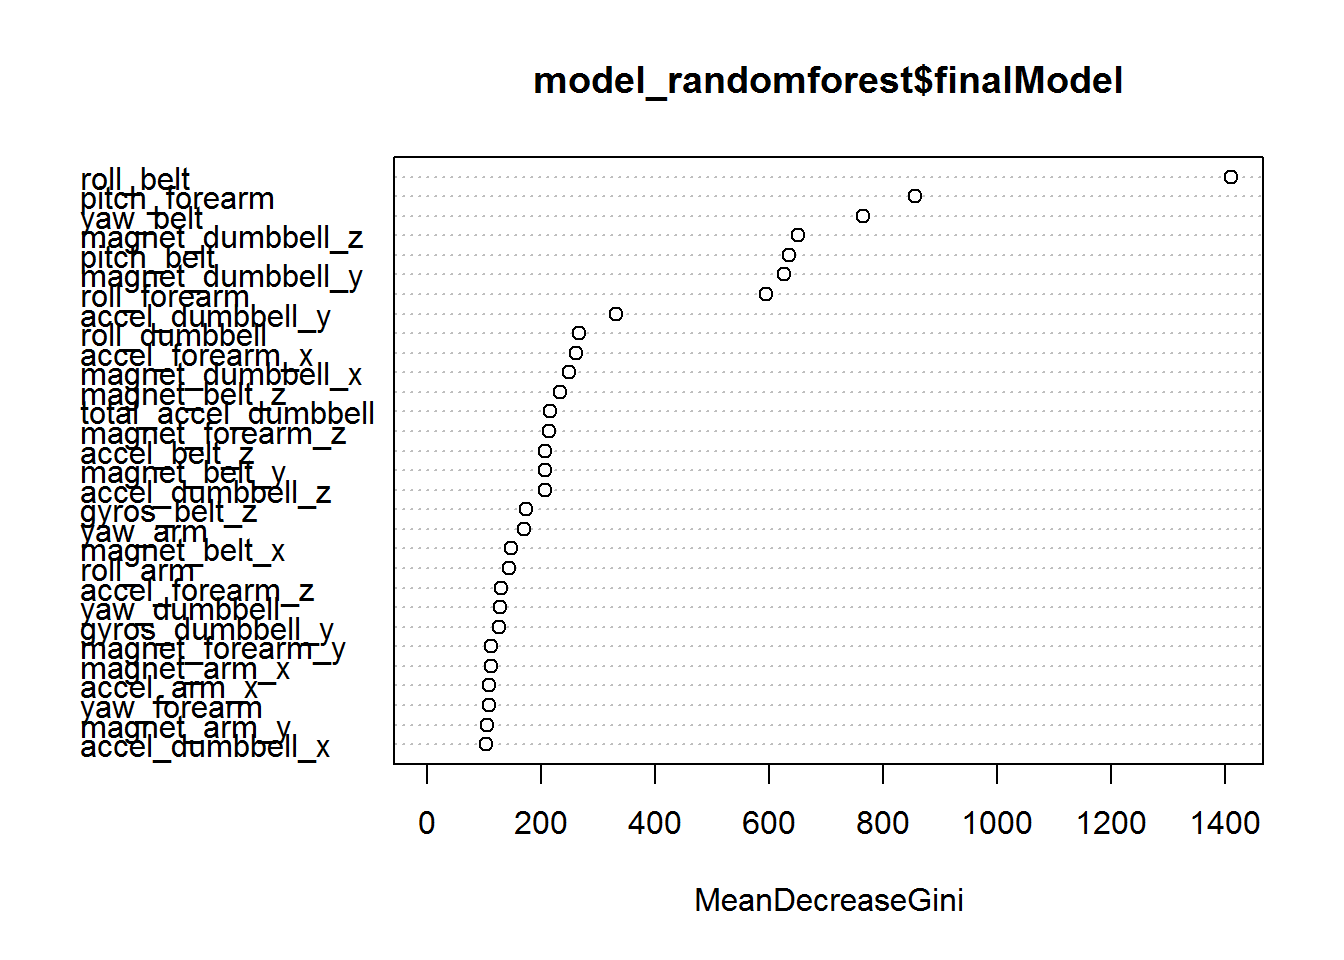 model_randomforest$finalModel
roll_belt
pitch_forearm
yaw_belt
magnet_dumbbell_z
pitch_belt
magnet_dumbbell_y
roll_forearm
accel_dumbbell_y
roll_dumbbell
accel_forearm_x
magnet_dumbbell_x
magnet_belt_z
total_accel_dumbbell
magnet_forearm_z
accel_belt_z
magnet_belt_y
accel_dumbbell_z
gyros_belt_z
yaw_arm
magnet_belt_x
roll_arm
accel_forearm_z
yaw_dumbbell
gyros_dumbbell_y
magnet_forearm_y
magnet_arm_x
accel_arm_x
yaw_forearm
magnet_arm_y
accel_dumbbell_x
0 200 400 600 800 1000 1200 1400
MeanDecreaseGini